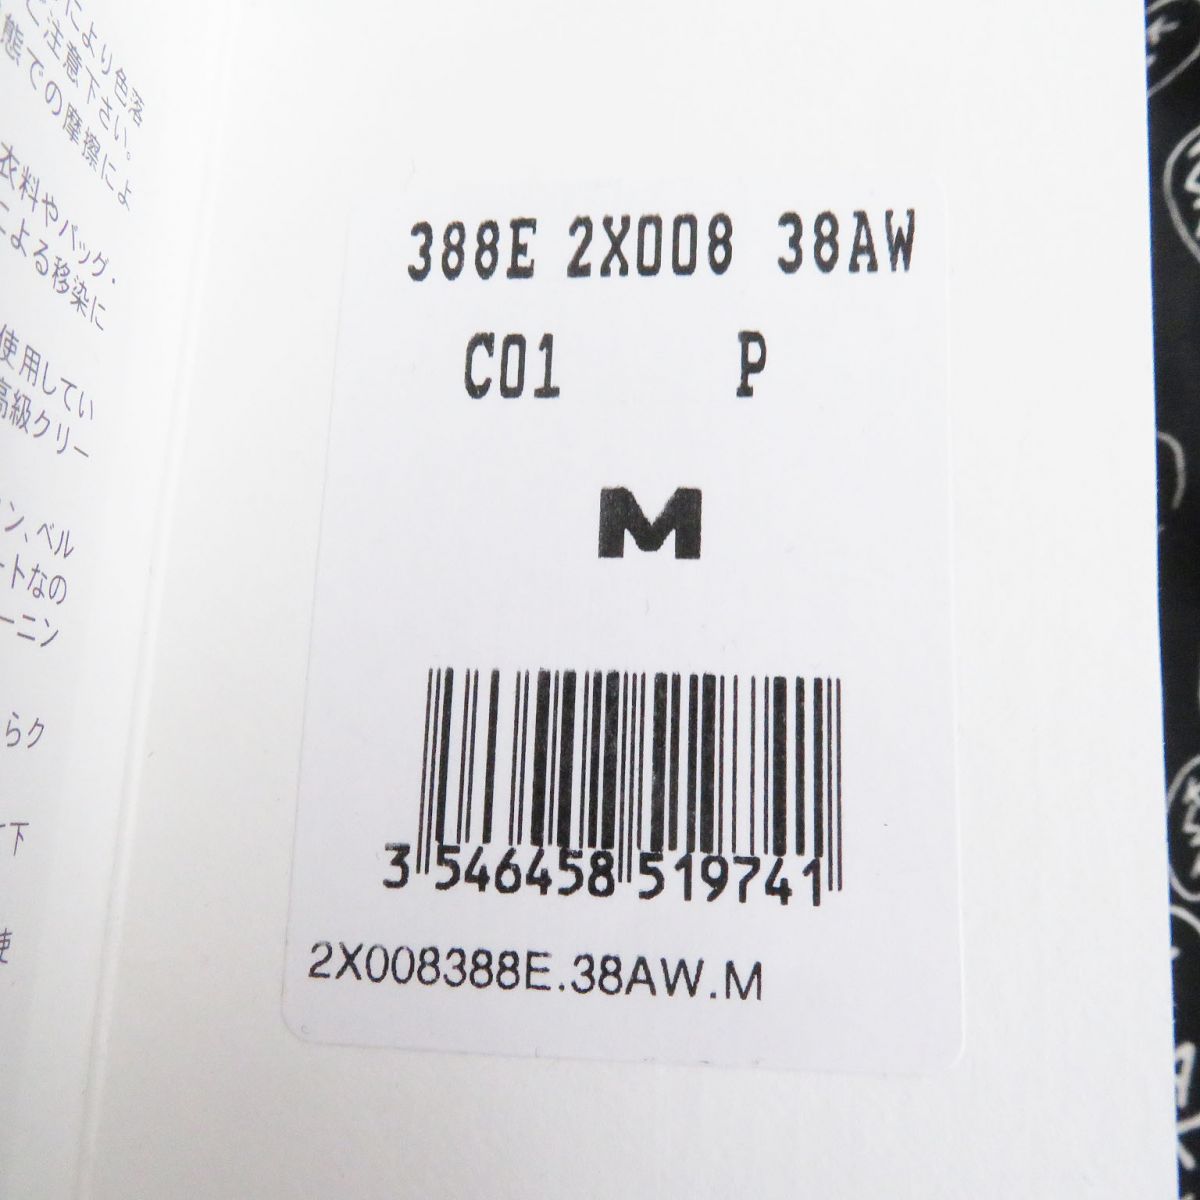 により色落
ご注意下さい。
態での摩擦によ
衣料やバッグ・
による移染に
使用してい
高級クリー
ン、ベル
ートなの
ーニン
らク
下
388E 2X008 38AW
C01 P
M
3 546458 519741
2X008388E.38AW.M